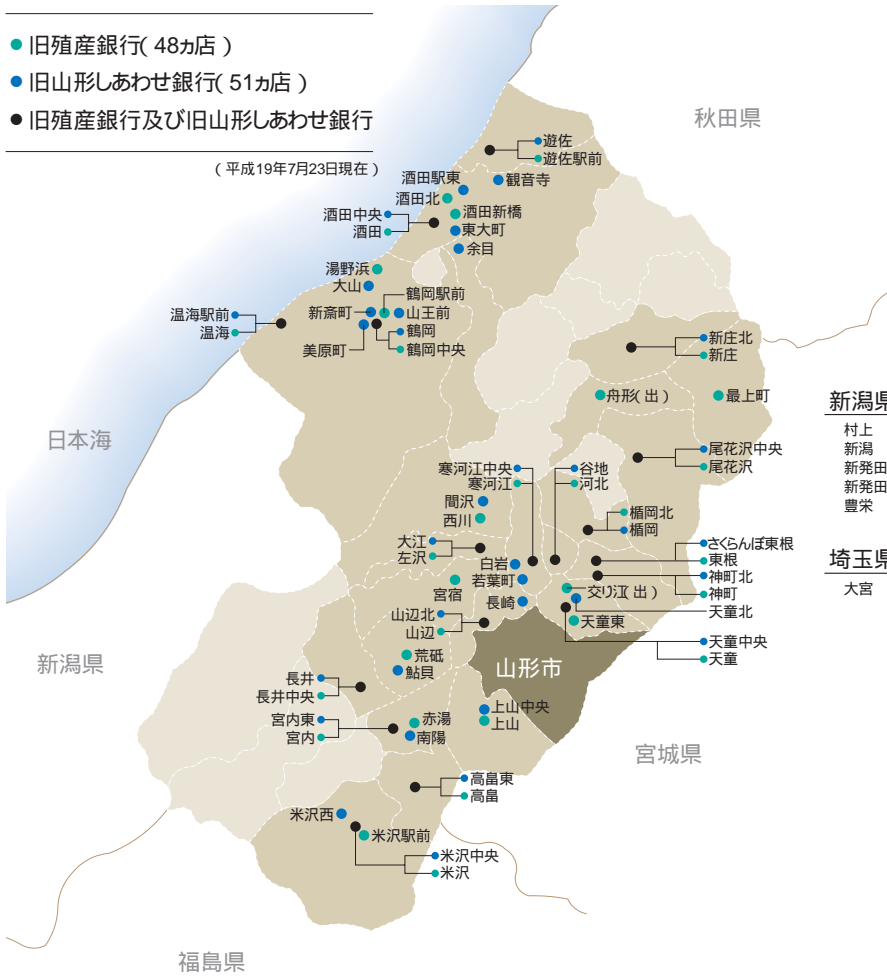 旧殖産銀行( 48ヵ店 )
旧山形しあわせ銀行( 51ヵ店 )
旧殖産銀行及び旧山形しあわせ銀行
( 平成19年7月23日現在 )
秋田県
遊佐
遊佐駅前
酒田駅東
観音寺
酒田北
酒田中央
酒田新橋
酒田
東大町
余目
湯野浜
大山
鶴岡駅前
温海駅前
新斎町
山王前
温海
鶴岡
美原町
鶴岡中央
新庄北
新庄
舟形( 出 )
最上町
新潟県
村上
新潟
新発田
新発田
豊栄
日本海
尾花沢中央
尾花沢
寒河江中央
谷地
寒河江
河北
間沢
西川
楯岡北
楯岡
大江
左沢
さくらんぼ東根
東根
埼玉県
大宮
白岩
若葉町
神町北
神町
宮宿
交り江( 出 )
長崎
天童北
山辺北
山辺
天童東
天童中央
天童
荒砥
鮎貝
山形市
新潟県
長井
長井中央
上山中央
上山
宮内東
宮内
赤湯
南陽
宮城県
高畠東
高畠
米沢西
米沢駅前
米沢中央
米沢
福島県